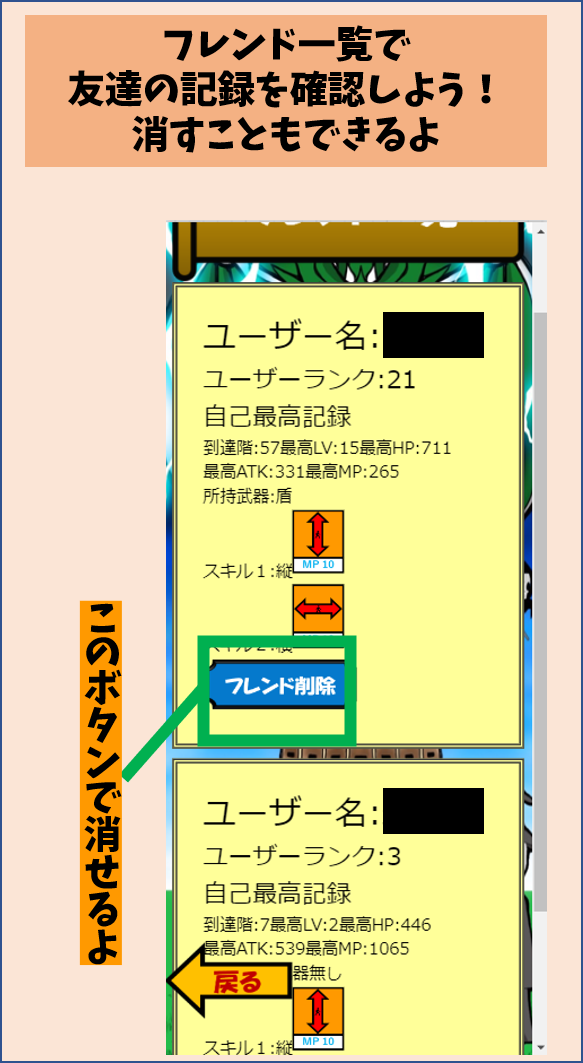 フレンド一覧で
友達の記録を確認しよう！
消すこともできるよ
ユーザー名:
ユーザーランク:21
自己最高記録
到達階:57最高LV:15最高HP:711
最高ATK:331最高MP:265
所持武器:盾
MP 10
スキル１:縦
フレンド削除
このボタンで消せるよ
ユーザー名:
ユーザーランク:3
自己最高記録
到達階:7最高LV:2最高HP:446
最高ATK:539最高MP:1065
器無し
戻る
MP 10
スキル１:縦